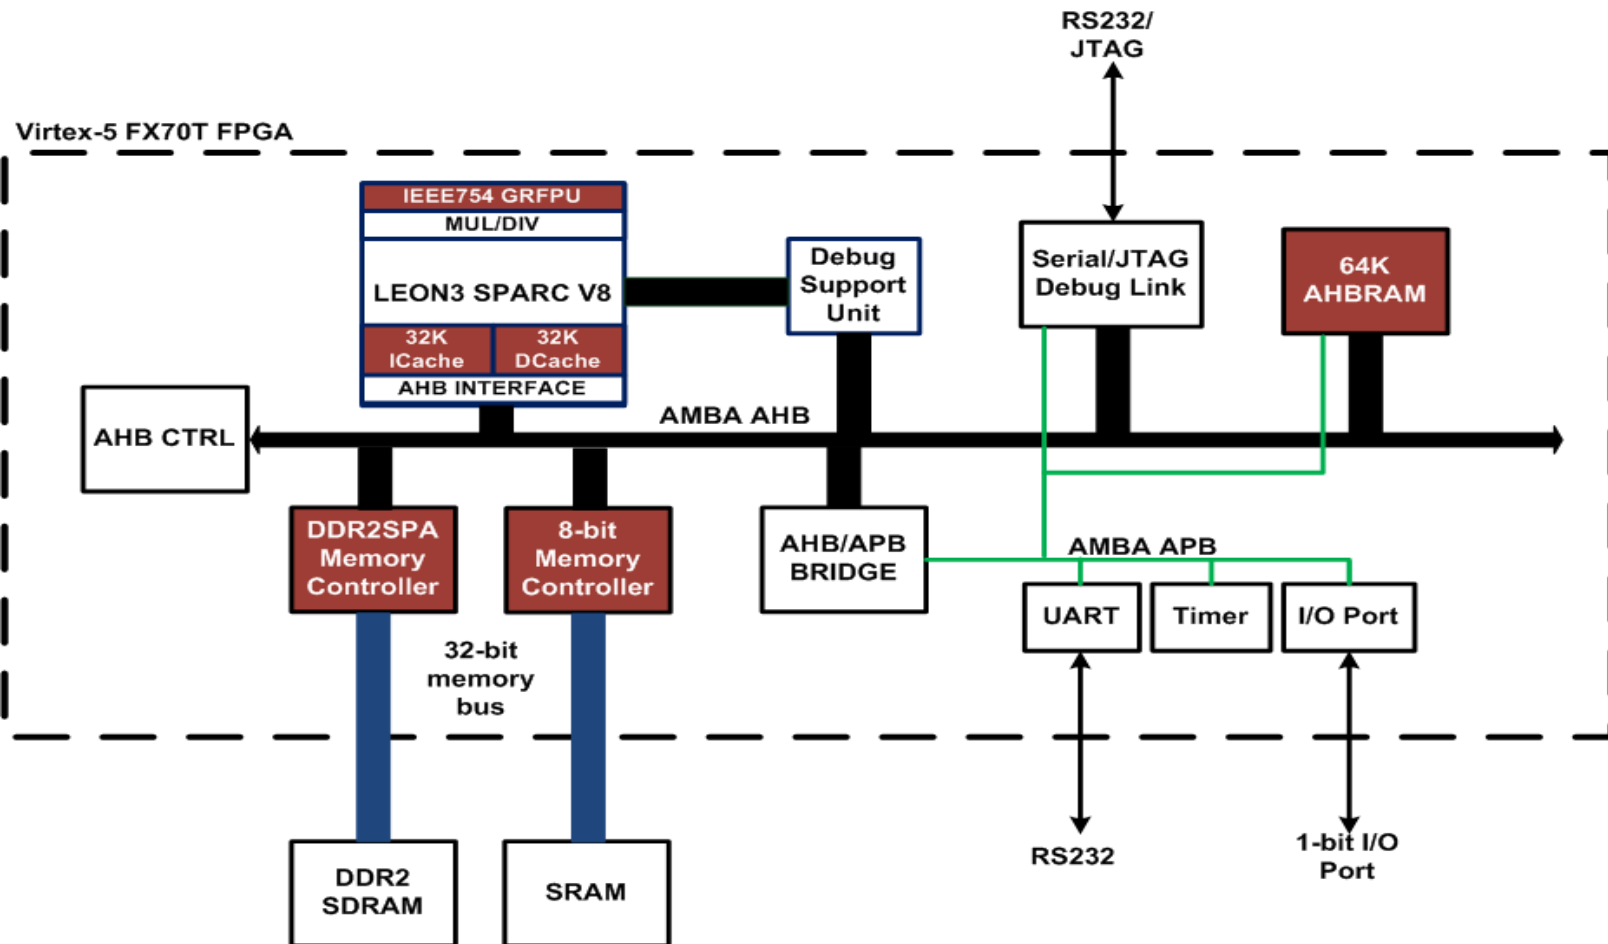 RS232/
JTAG
Virtex-5 FX70T FPGA
IEEE754 GRFPU
MUL/DIV
LEON3 SPARC V8
32K
ICache
32K
DCache
AHB INTERFACE
Debug
Support
Unit
Serial/JTAG
Debug Link
64K
AHBRAM
AHB CTRL
AMBA AHB
DDR2SPA
Memory
Controller
8-bit
Memory
Controller
AHB/APB
BRIDGE
AMBA APB
UART
Timer
I/O Port
32-bit
memory
bus
DDR2
SDRAM
SRAM
RS232
1-bit I/O
Port